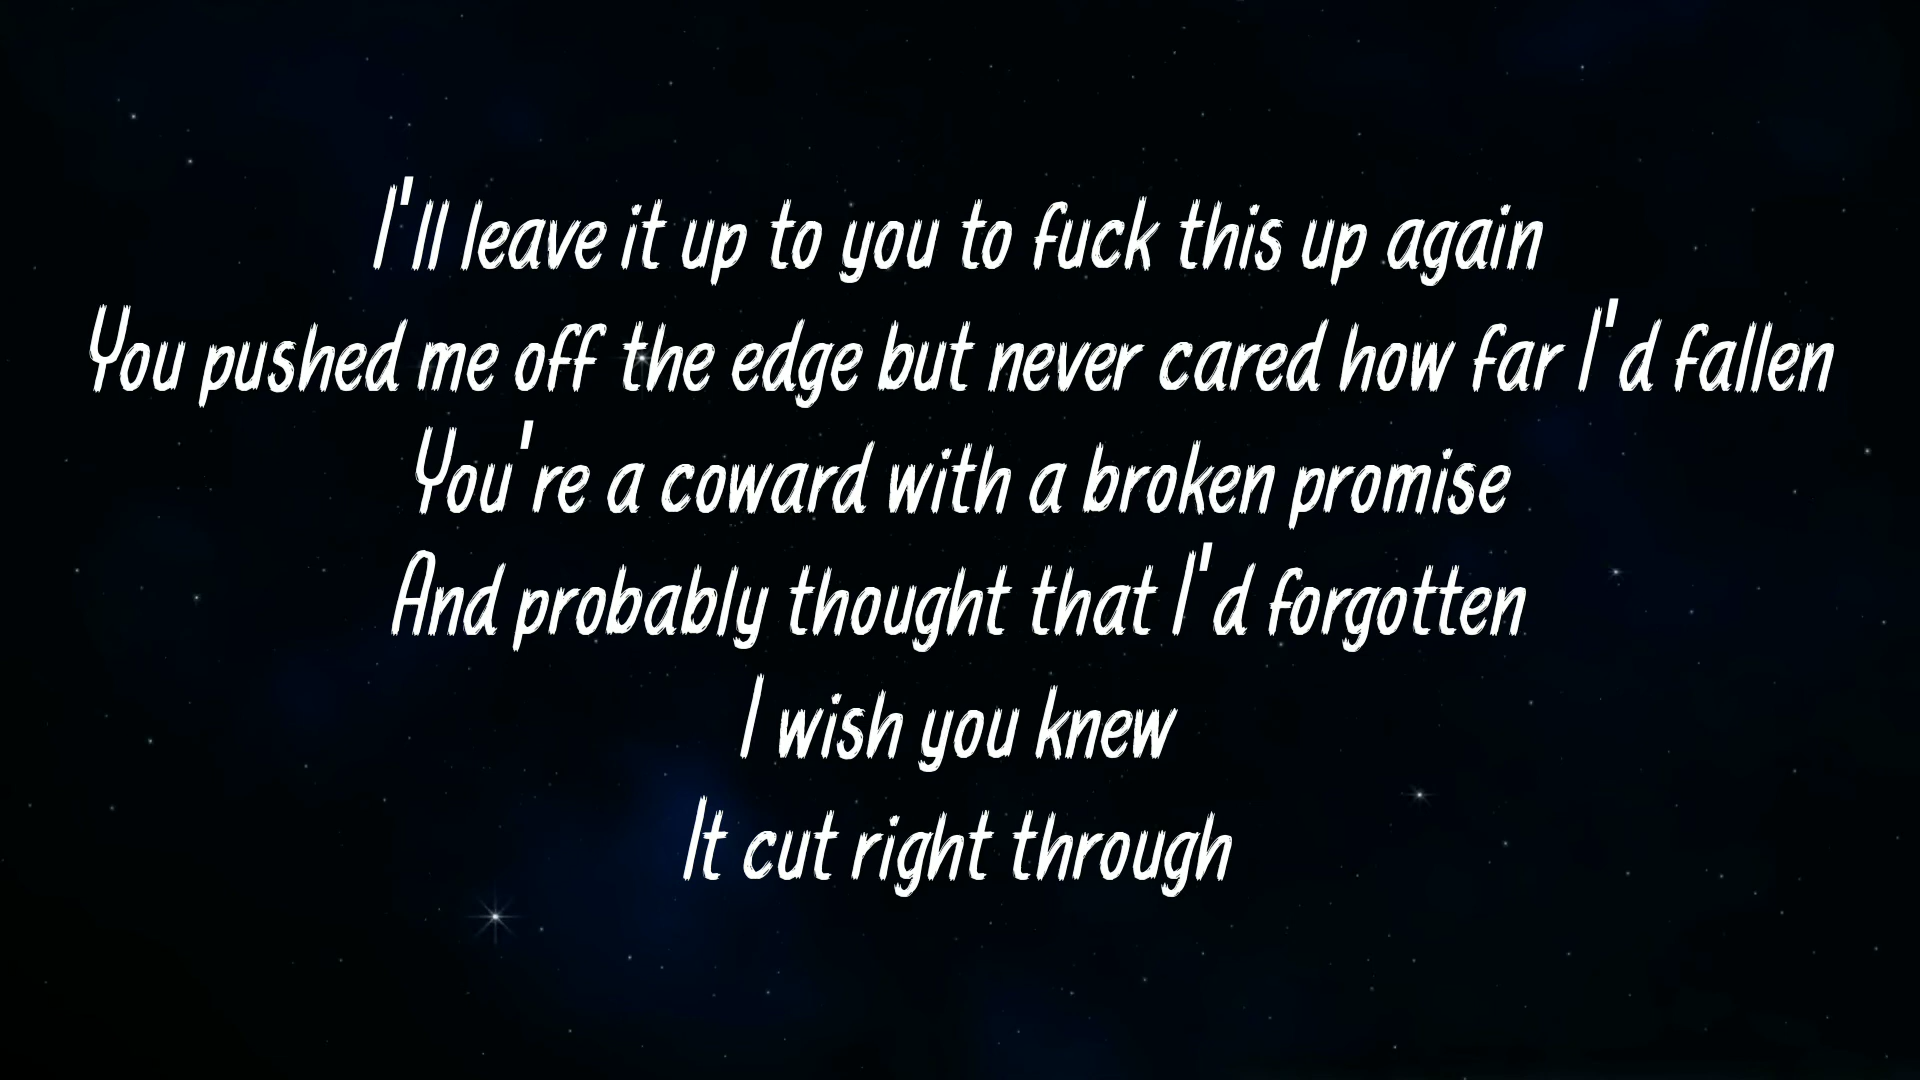 I'll leave it up to you to fuck this up again
You pushed me off the edge but never cared how far I'd fallen
You're a coward with a broken promise
And probably thought that I'd forgotten
I wish you knew
It cut right through